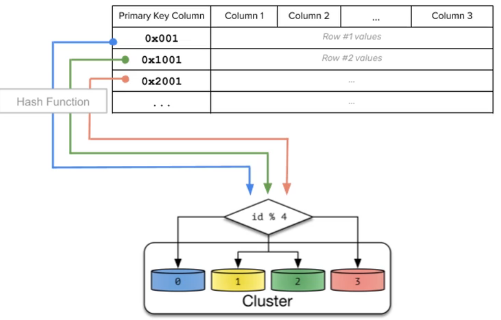 Primary Key Column Column 1 Column 2 ... Column 3
0x001 Row #1 values
0x1001 Row #2 values
0x2001 ...
... ...
Hash Function
id % 4
0 1 2 3
Cluster